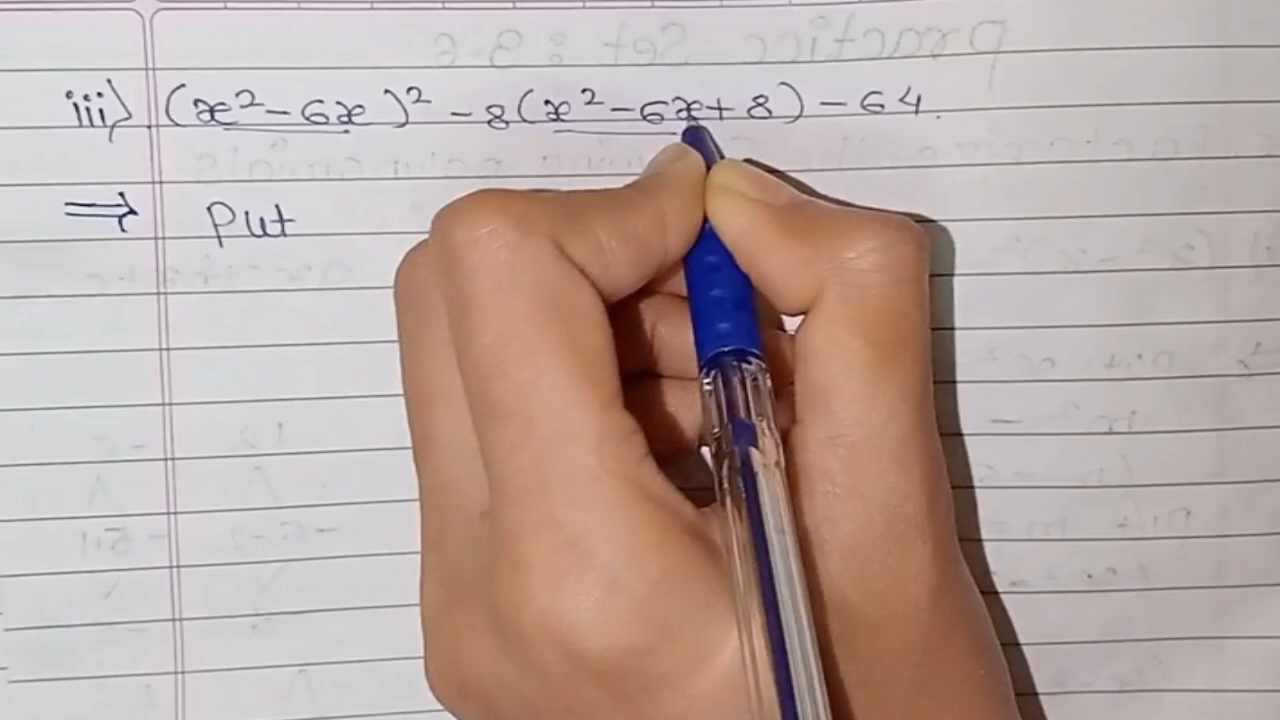 iii) (x² - 6x)² - 8(x² - 6x + 8) - 64.
⇒ Put